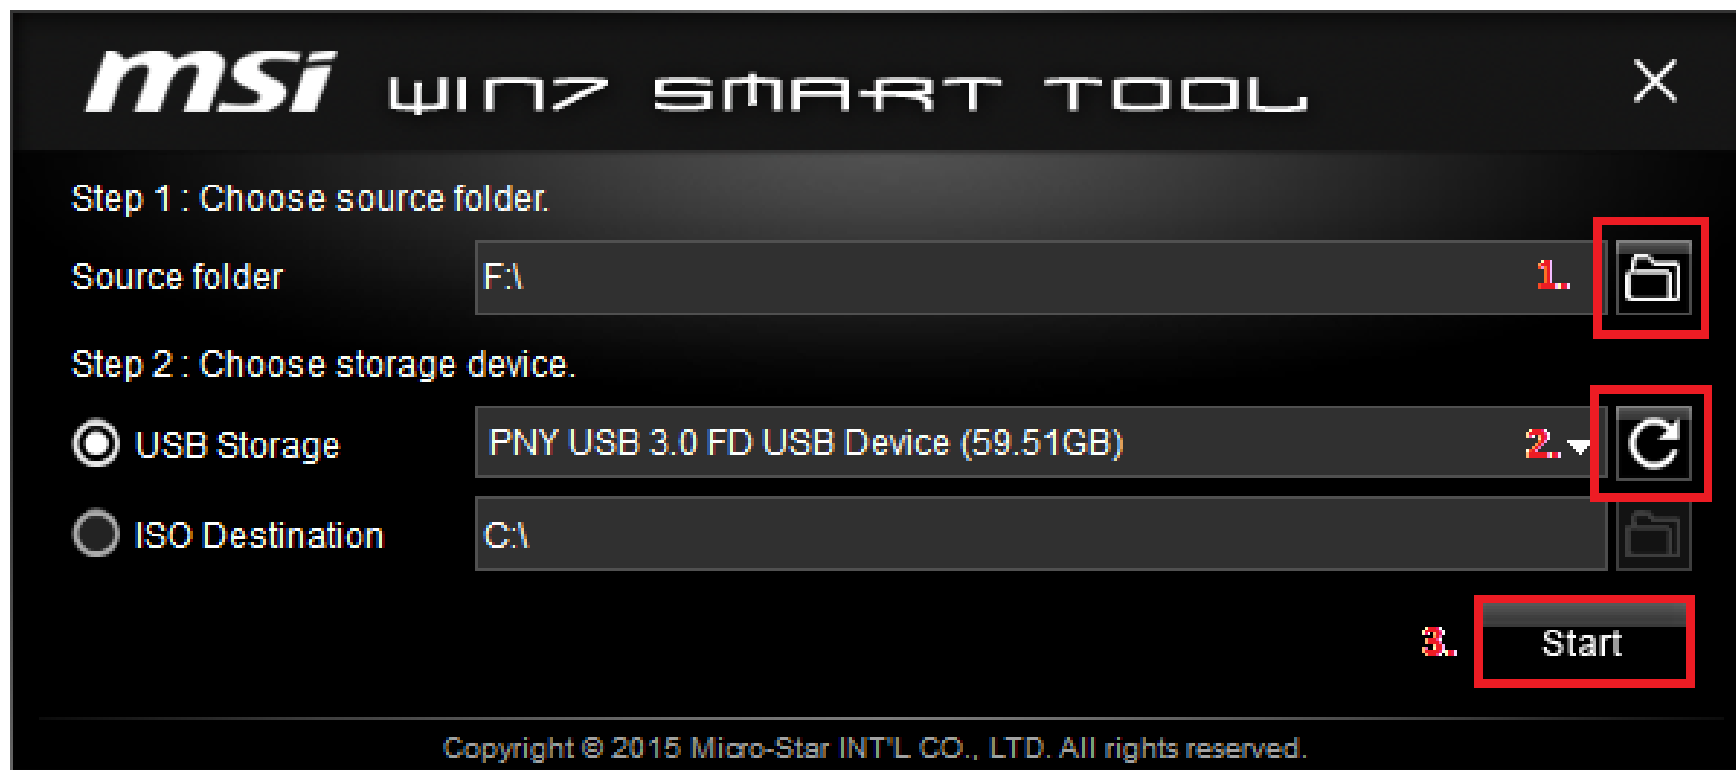 msi WIN7 SMART TOOL
Step 1 : Choose source folder.
Source folder F:\ 1.
Step 2 : Choose storage device.
USB Storage PNY USB 3.0 FD USB Device (59.51GB) 2.
ISO Destination C:\
3. Start
Copyright © 2015 Micro-Star INT'L CO., LTD. All rights reserved.